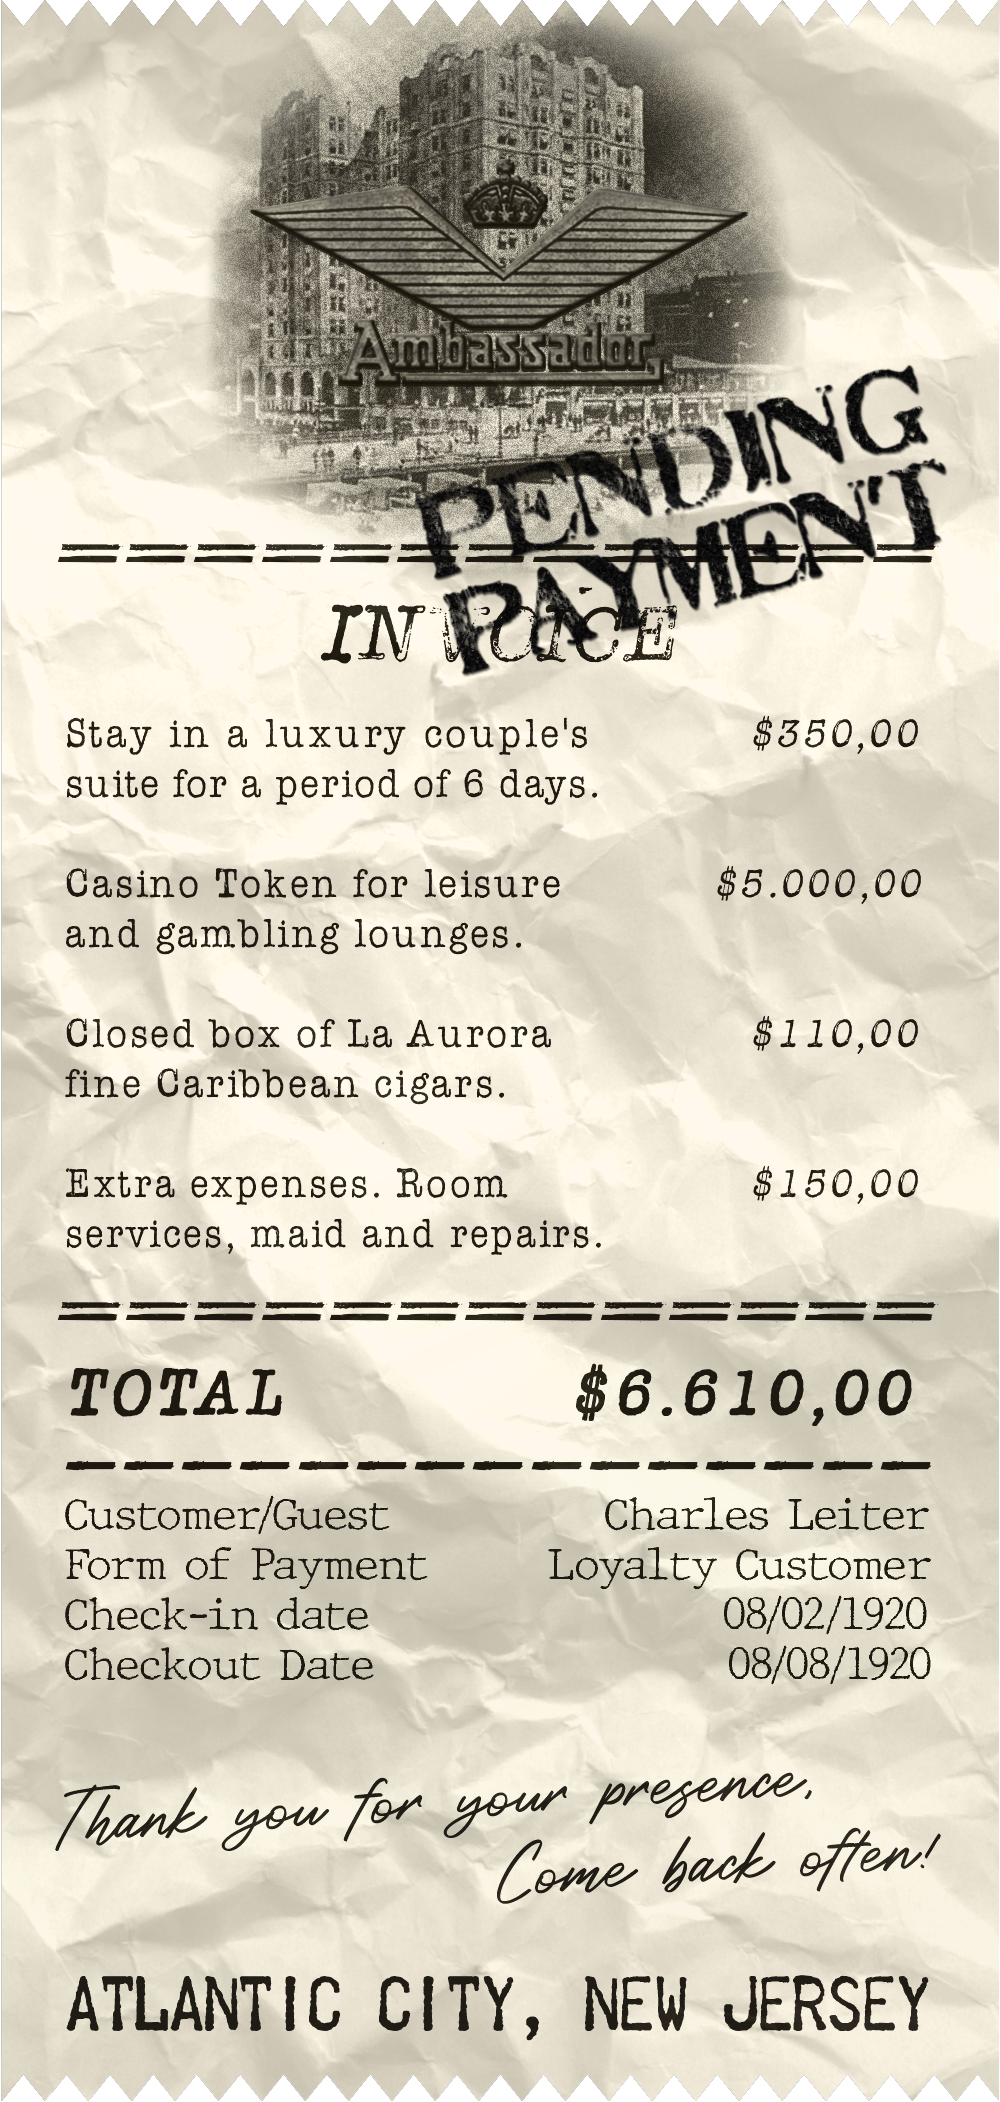 Ambassador
PENDING
PAYMENT
INVOICE
Stay in a luxury couple's $350,00
suite for a period of 6 days.
Casino Token for leisure $5.000,00
and gambling lounges.
Closed box of La Aurora $110,00
fine Caribbean cigars.
Extra expenses. Room $150,00
services, maid and repairs.
TOTAL $6.610,00
Customer/Guest Charles Leiter
Form of Payment Loyalty Customer
Check-in date 08/02/1920
Checkout Date 08/08/1920
Thank you for your presence,
Come back often!
ATLANTIC CITY, NEW JERSEY